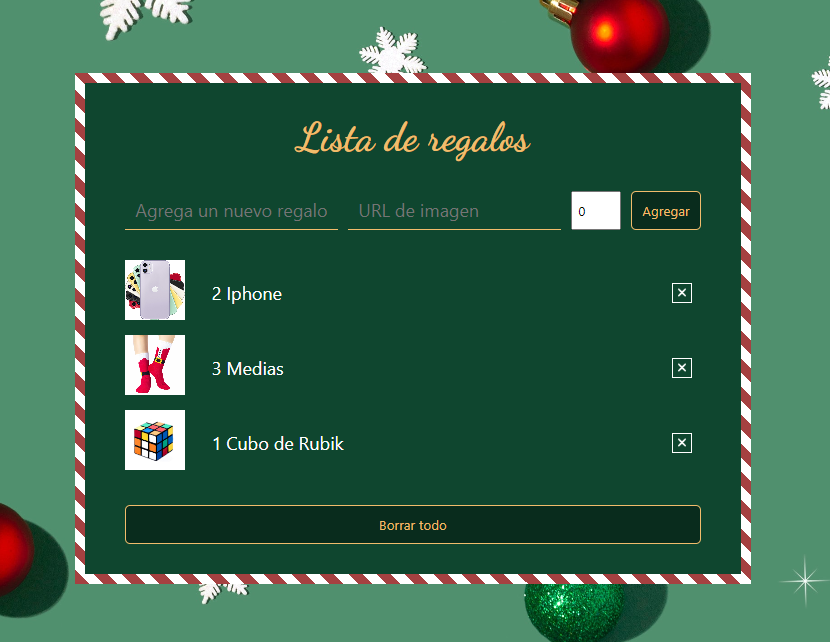 Lista de regalos
Agrega un nuevo regalo URL de imagen 0 Agregar
2 Iphone
3 Medias
1 Cubo de Rubik
Borrar todo